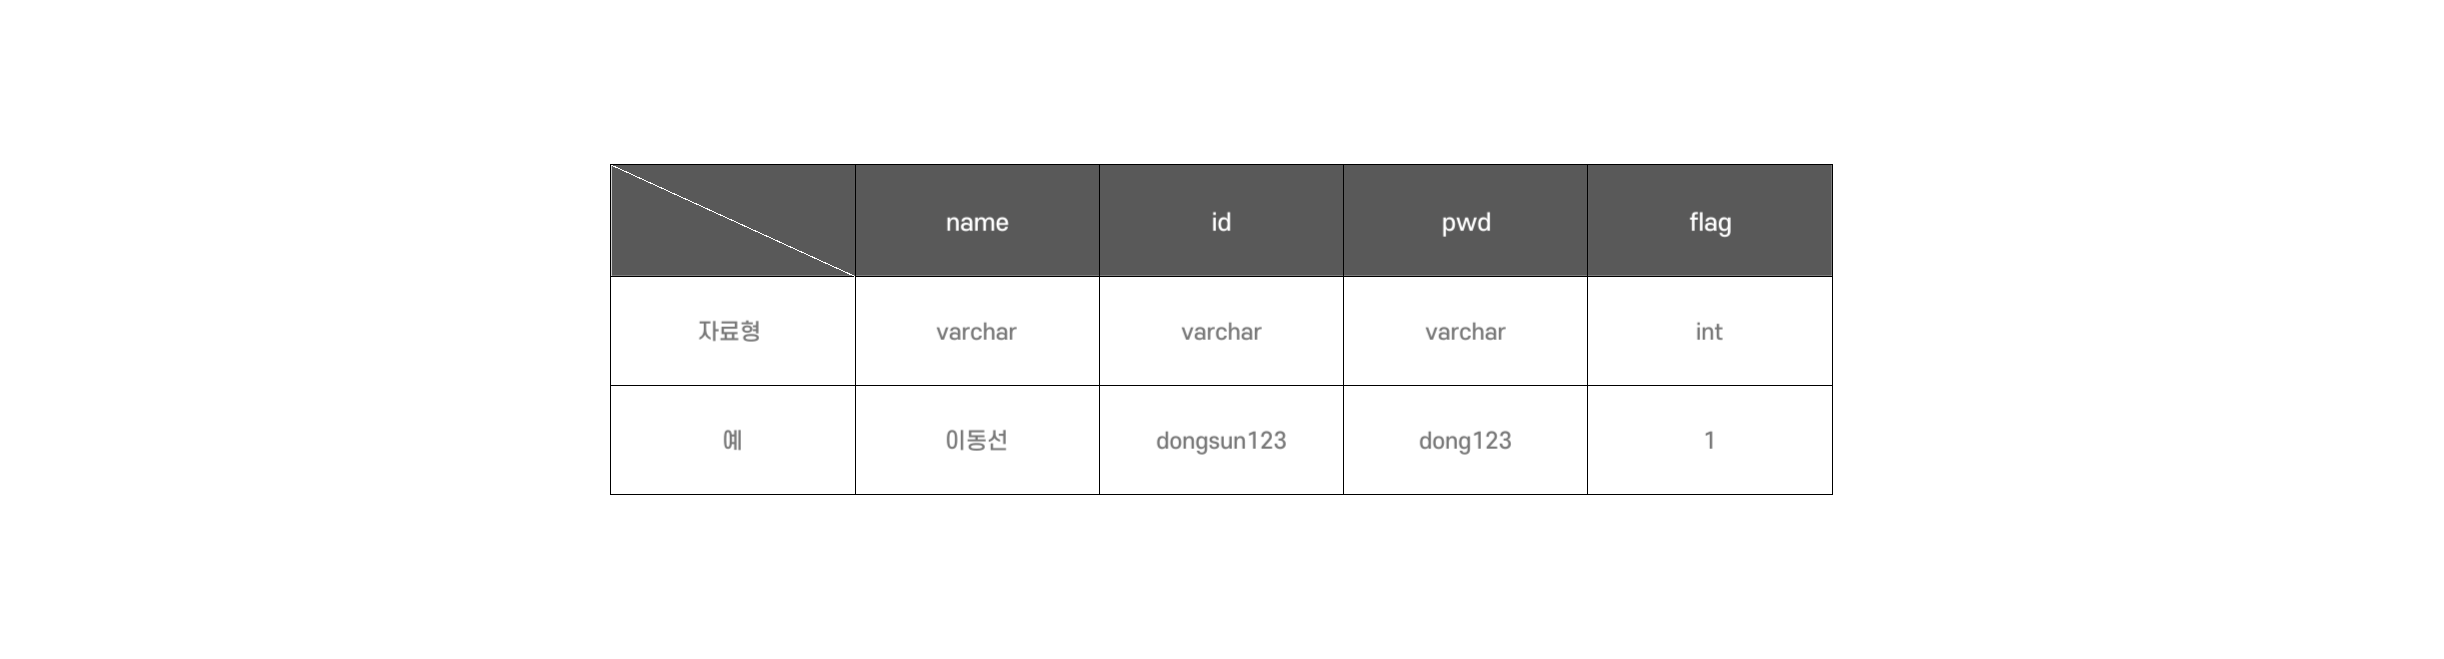 name id pwd flag
자료형 varchar varchar varchar int
예 이동선 dongsun123 dong123 1